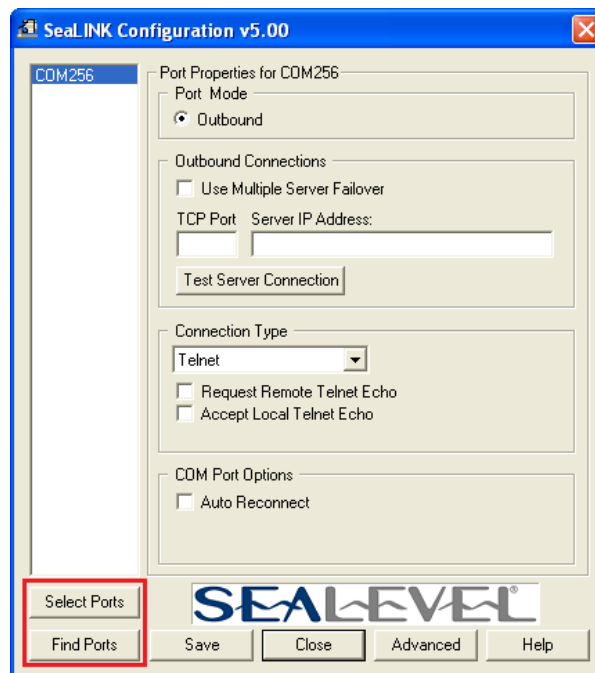 SeaLINK Configuration v5.00
COM256
Port Properties for COM256
Port Mode
Outbound
Outbound Connections
Use Multiple Server Failover
TCP Port Server IP Address:
Test Server Connection
Connection Type
Telnet
Request Remote Telnet Echo
Accept Local Telnet Echo
COM Port Options
Auto Reconnect
Select Ports
SEALEVEL®
Find Ports Save Close Advanced Help